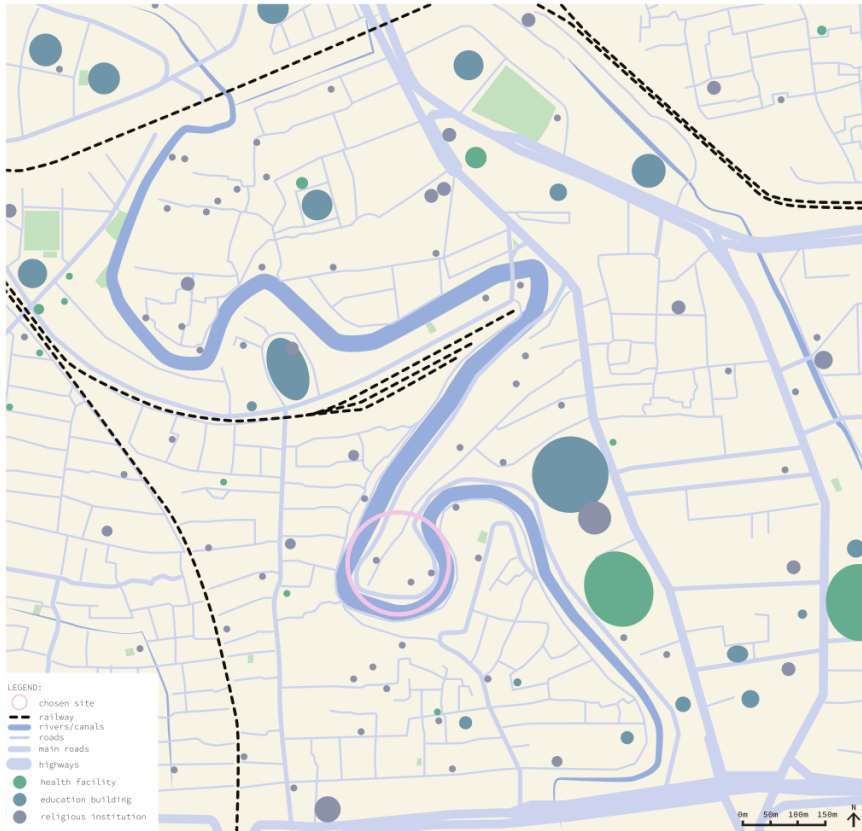 LEGEND:
chosen site
railway
rivers/canals
roads
main roads
highways
health facility
education building
religious institution
0m 50m 100m 150m N